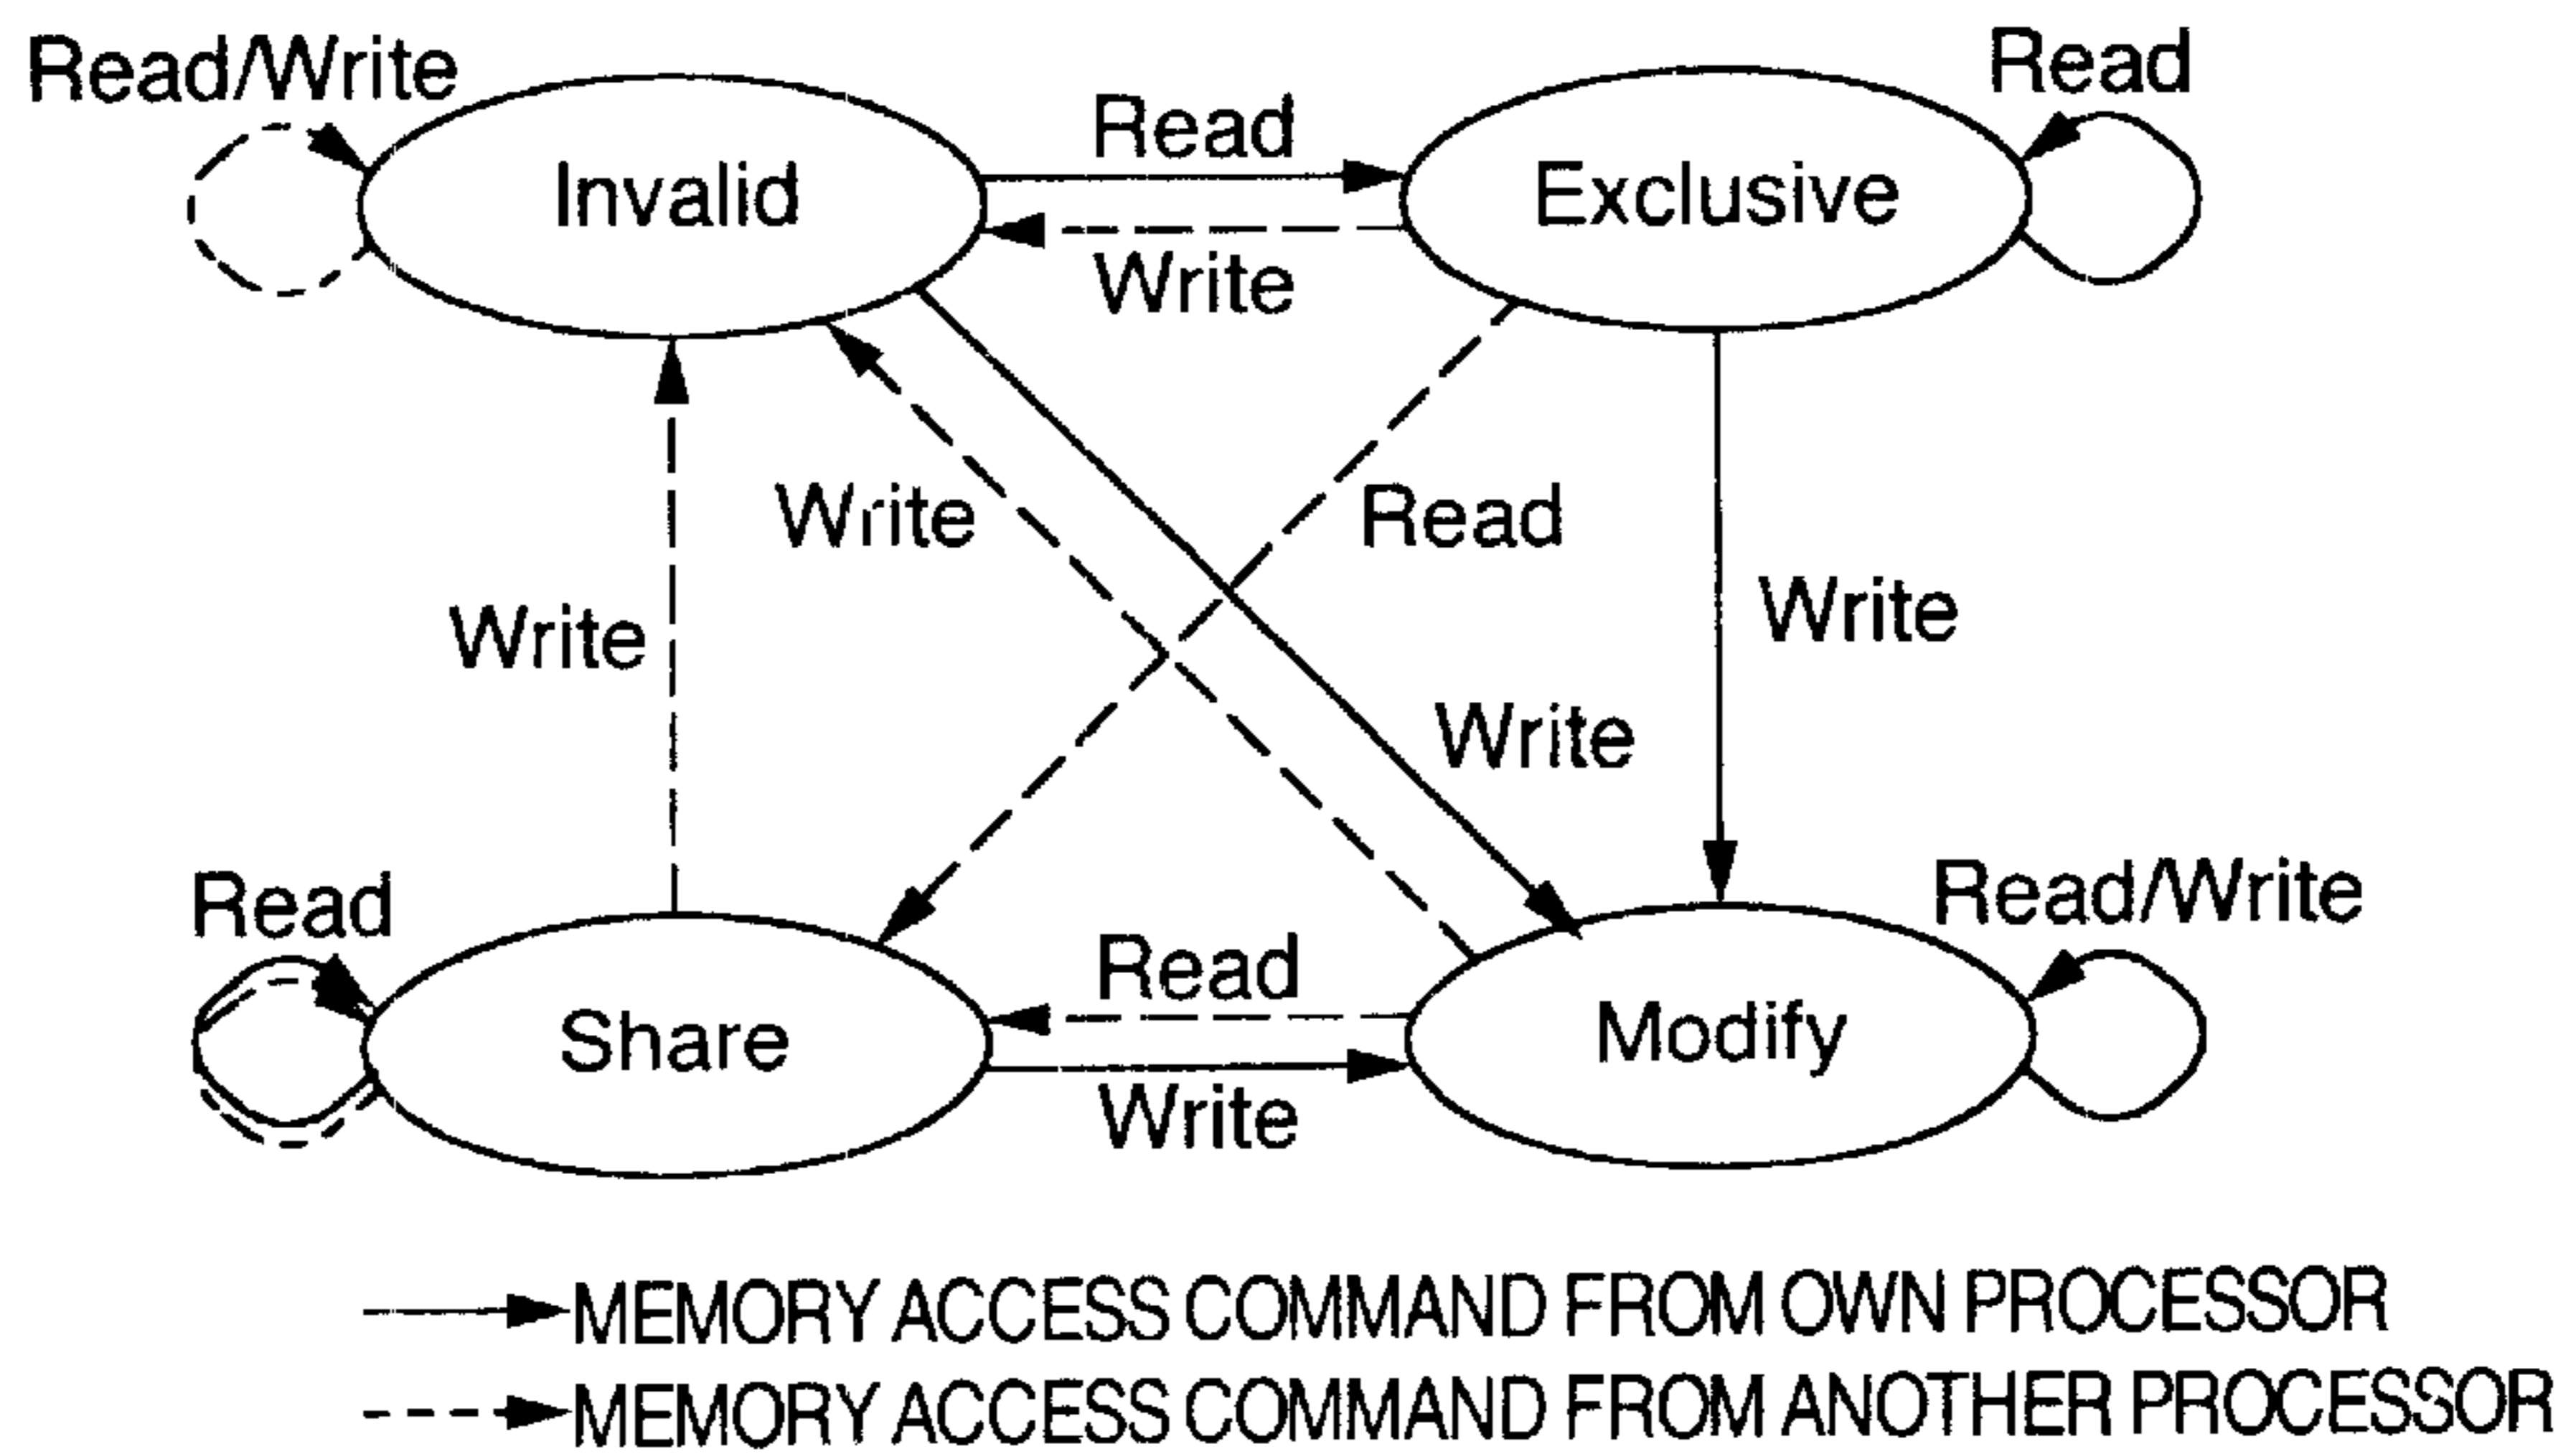 Read/Write
Read
Read
Invalid
Exclusive
Write
Write
Read
Write
Write
Write
Read
Read/Write
Read
Share
Modify
Write
MEMORY ACCESS COMMAND FROM OWN PROCESSOR
MEMORY ACCESS COMMAND FROM ANOTHER PROCESSOR